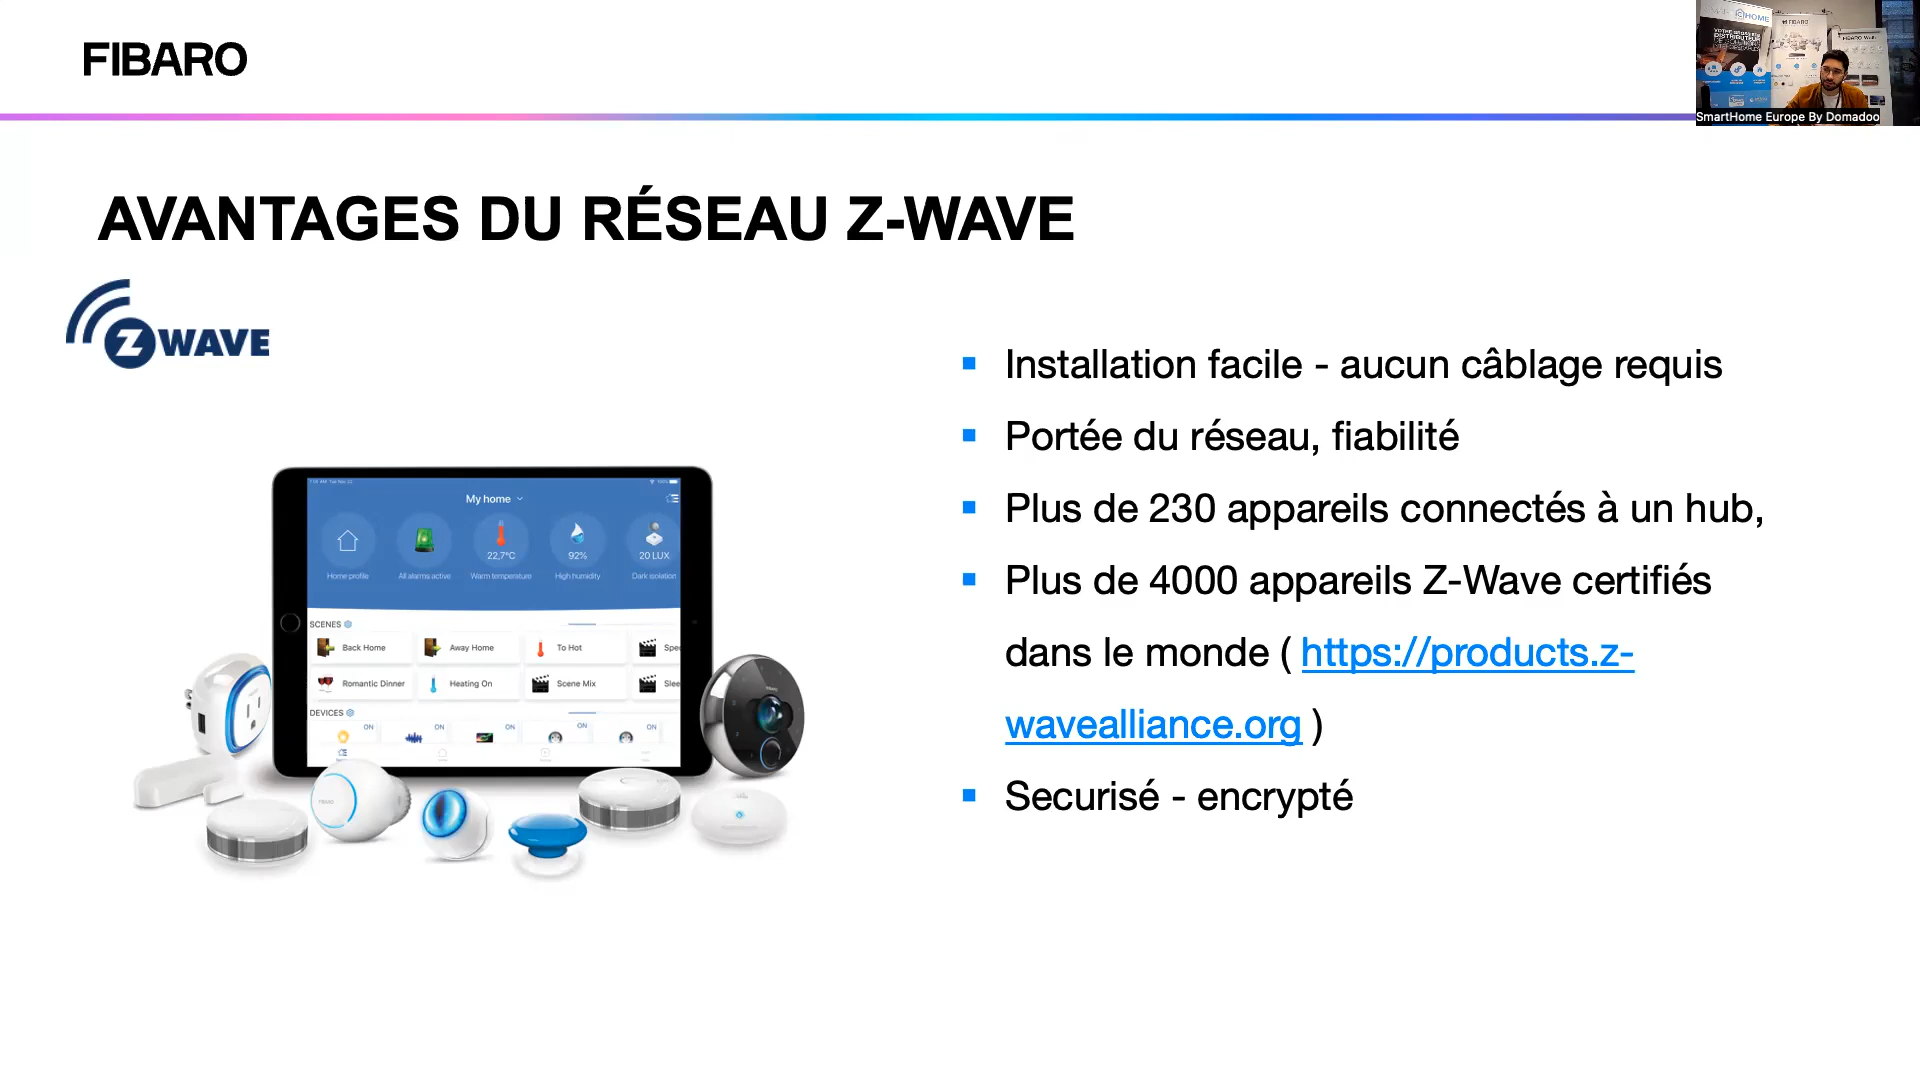 FIBARO
SmartHome Europe By Domadoo
AVANTAGES DU RÉSEAU Z-WAVE
Z WAVE
Installation facile - aucun câblage requis
Portée du réseau, fiabilité
Plus de 230 appareils connectés à un hub,
Plus de 4000 appareils Z-Wave certifiés
dans le monde ( https://products.z-
wavealliance.org )
Securisé - encrypté
My home
22,7°C
92%
20 LUX
Home profile
All alarms active
Warm temperature
High humidity
Dark isolation
SCENES
Back Home
Away Home
To Hot
Spe
Romantic Dinner
Heating On
Scene Mix
Slee
DEVICES
ON
ON
ON
ON
ON